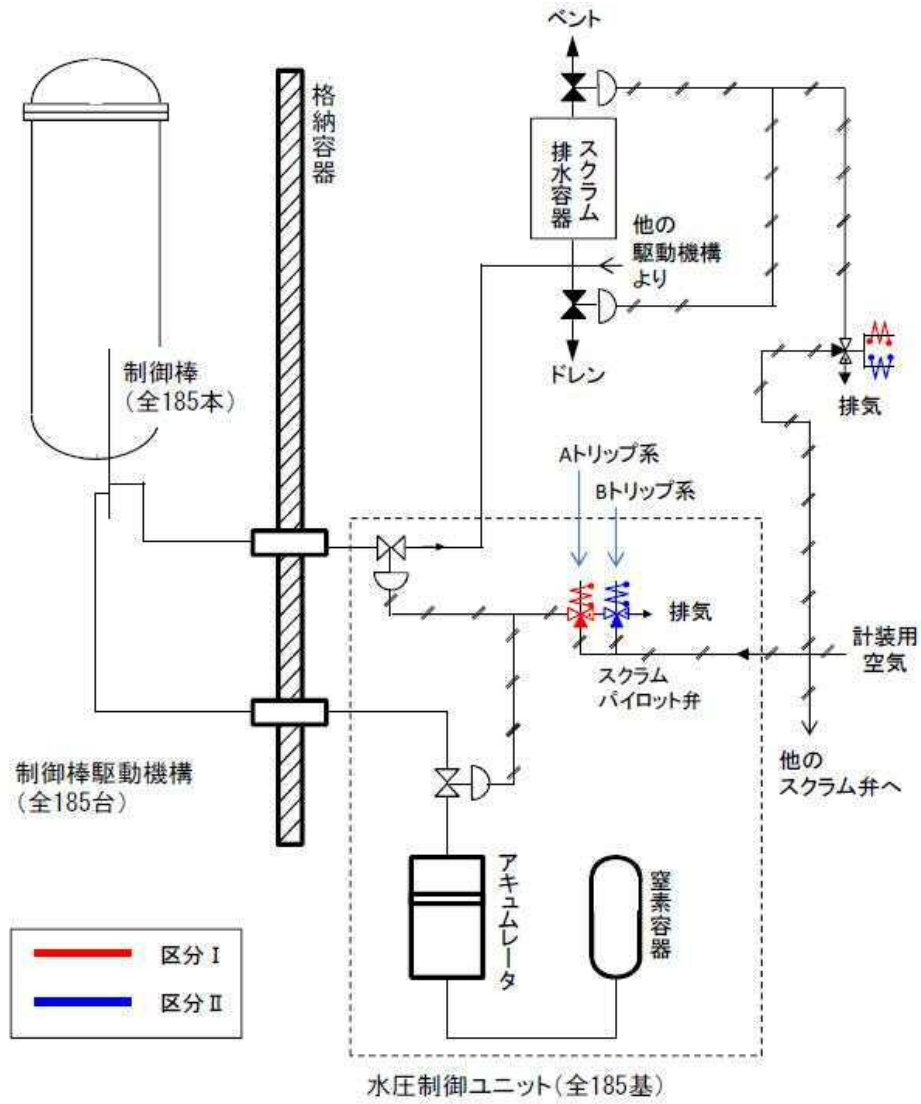 ベント
格納容器
スクラム
排水容器
他の
駆動機構
より
ドレン
排気
制御棒
(全185本)
Aトリップ系
Bトリップ系
排気
計装用
空気
スクラム
パイロット弁
他の
スクラム弁へ
制御棒駆動機構
(全185台)
アキュムレータ
窒素容器
区分Ⅰ
区分Ⅱ
水圧制御ユニット(全185基)